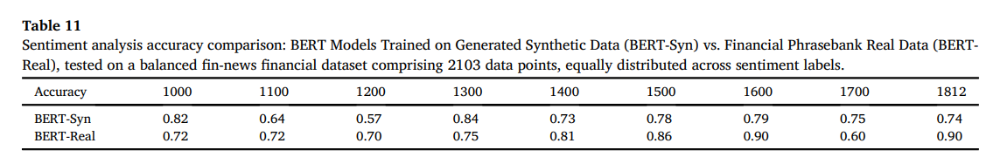 Table 11
Sentiment analysis accuracy comparison: BERT Models Trained on Generated Synthetic Data (BERT-Syn) vs. Financial Phrasebank Real Data (BERT-
Real), tested on a balanced fin-news financial dataset comprising 2103 data points, equally distributed across sentiment labels.
Accuracy 1000 1100 1200 1300 1400 1500 1600 1700 1812
BERT-Syn 0.82 0.64 0.57 0.84 0.73 0.78 0.79 0.75 0.74
BERT-Real 0.72 0.72 0.70 0.75 0.81 0.86 0.90 0.60 0.90